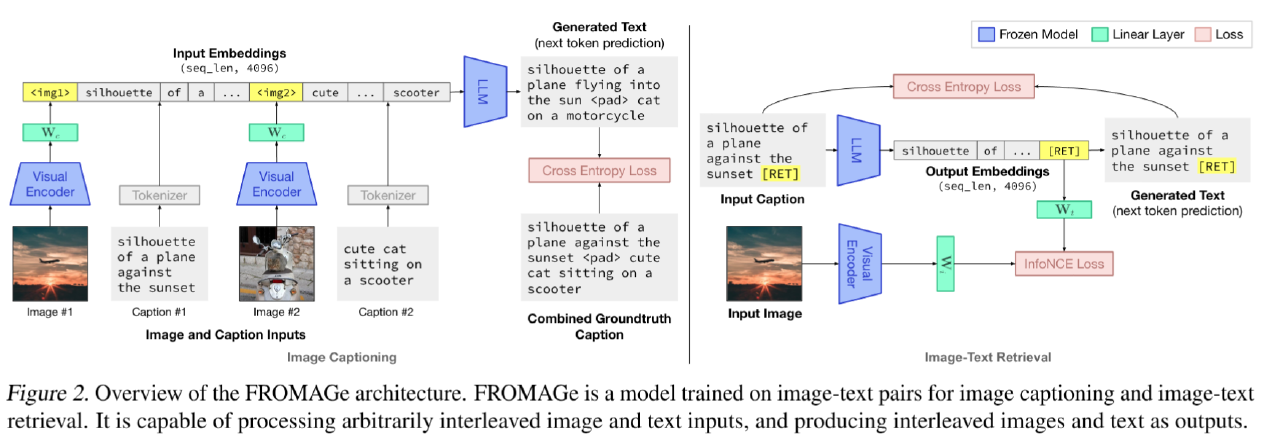 Input Embeddings
(seq_len, 4096)
<img1> silhouette of a ... <img2> cute ... scooter
W_c
W_c
Visual
Encoder
Tokenizer
Visual
Encoder
Tokenizer
silhouette
of a plane
against
the sunset
cute cat
sitting on
a scooter
Image #1
Caption #1
Image #2
Caption #2
Image and Caption Inputs
LLM
Generated Text
(next token prediction)
silhouette of a
plane flying into
the sun <pad> cat
on a motorcycle
Cross Entropy Loss
silhouette of a
plane against the
sunset <pad> cute
cat sitting on a
scooter
Combined Groundtruth
Caption
Image Captioning
Frozen Model
Linear Layer
Loss
Cross Entropy Loss
silhouette of
a plane
against the
sunset [RET]
Input Caption
LLM
silhouette of ... [RET]
Output Embeddings
(seq_len, 4096)
silhouette of a
plane against
the sunset [RET]
Generated Text
(next token prediction)
W_t
Visual
Encoder
W_i
InfoNCE Loss
Input Image
Image-Text Retrieval
Figure 2. Overview of the FROMAGe architecture. FROMAGe is a model trained on image-text pairs for image captioning and image-text
retrieval. It is capable of processing arbitrarily interleaved image and text inputs, and producing interleaved images and text as outputs.